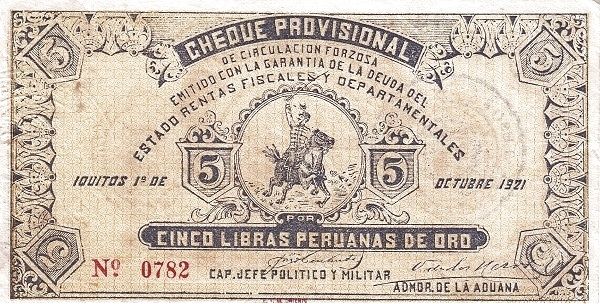 CHEQUE PROVISIONAL
DE CIRCULACION FORZOSA
EMITIDO CON LA GARANTIA DE LA DEUDA DEL
ESTADO RENTAS FISCALES Y DEPARTAMENTALES
5
5
5
5
IQUITOS 1º DE
OCTUBRE 1921
5
5
POR
CINCO LIBRAS PERUANAS DE ORO
Nº 0782
CAP. JEFE POLITICO Y MILITAR
ADMOR. DE LA ADUANA